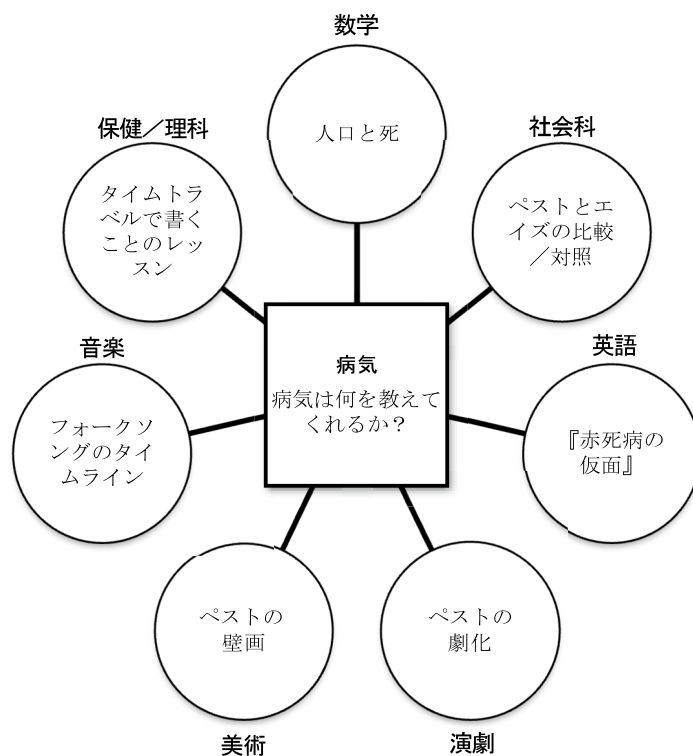 数学
人口と死
保健／理科
タイムトラ
ベルで書く
ことのレッ
スン
社会科
ペストとエ
イズの比較
／対照
病気
病気は何を教えて
くれるか？
音楽
フォークソ
ングのタイ
ムライン
英語
『赤死病の
仮面』
ペストの
壁画
美術
ペストの
劇化
演劇